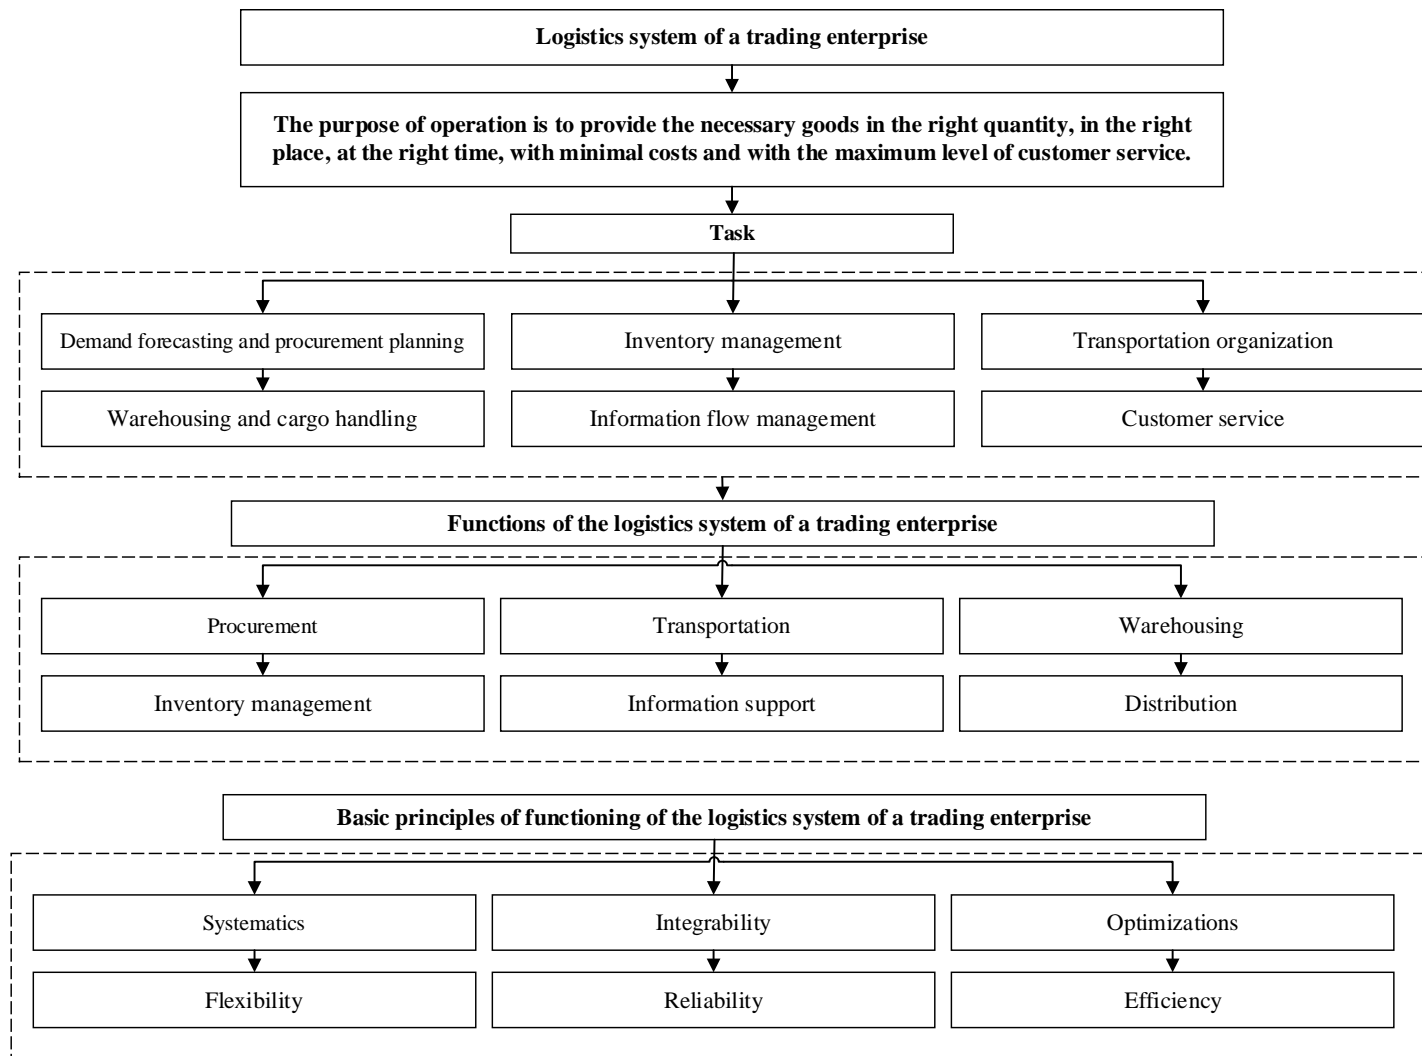 Logistics system of a trading enterprise
The purpose of operation is to provide the necessary goods in the right quantity, in the right
place, at the right time, with minimal costs and with the maximum level of customer service.
Task
Demand forecasting and procurement planning
Inventory management
Transportation organization
Warehousing and cargo handling
Information flow management
Customer service
Functions of the logistics system of a trading enterprise
Procurement
Transportation
Warehousing
Inventory management
Information support
Distribution
Basic principles of functioning of the logistics system of a trading enterprise
Systematics
Integrability
Optimizations
Flexibility
Reliability
Efficiency